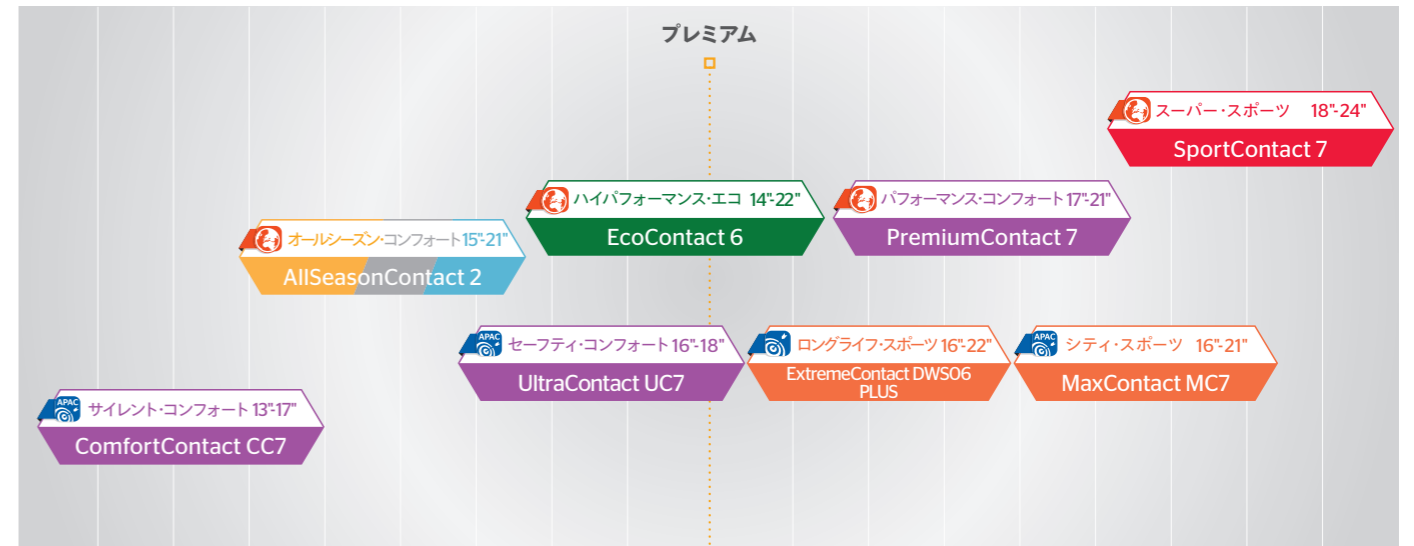 プレミアム
スーパー・スポーツ 18"-24"
SportContact 7
ハイパフォーマンス・エコ 14"-22"
EcoContact 6
パフォーマンス・コンフォート 17"-21"
PremiumContact 7
オールシーズン・コンフォート 15"-21"
AllSeasonContact 2
APAC
セーフティ・コンフォート 16"-18"
UltraContact UC7
ロングライフ・スポーツ 16"-22"
ExtremeContact DWS06
PLUS
APAC
シティ・スポーツ 16"-21"
MaxContact MC7
APAC
サイレント・コンフォート 13"-17"
ComfortContact CC7